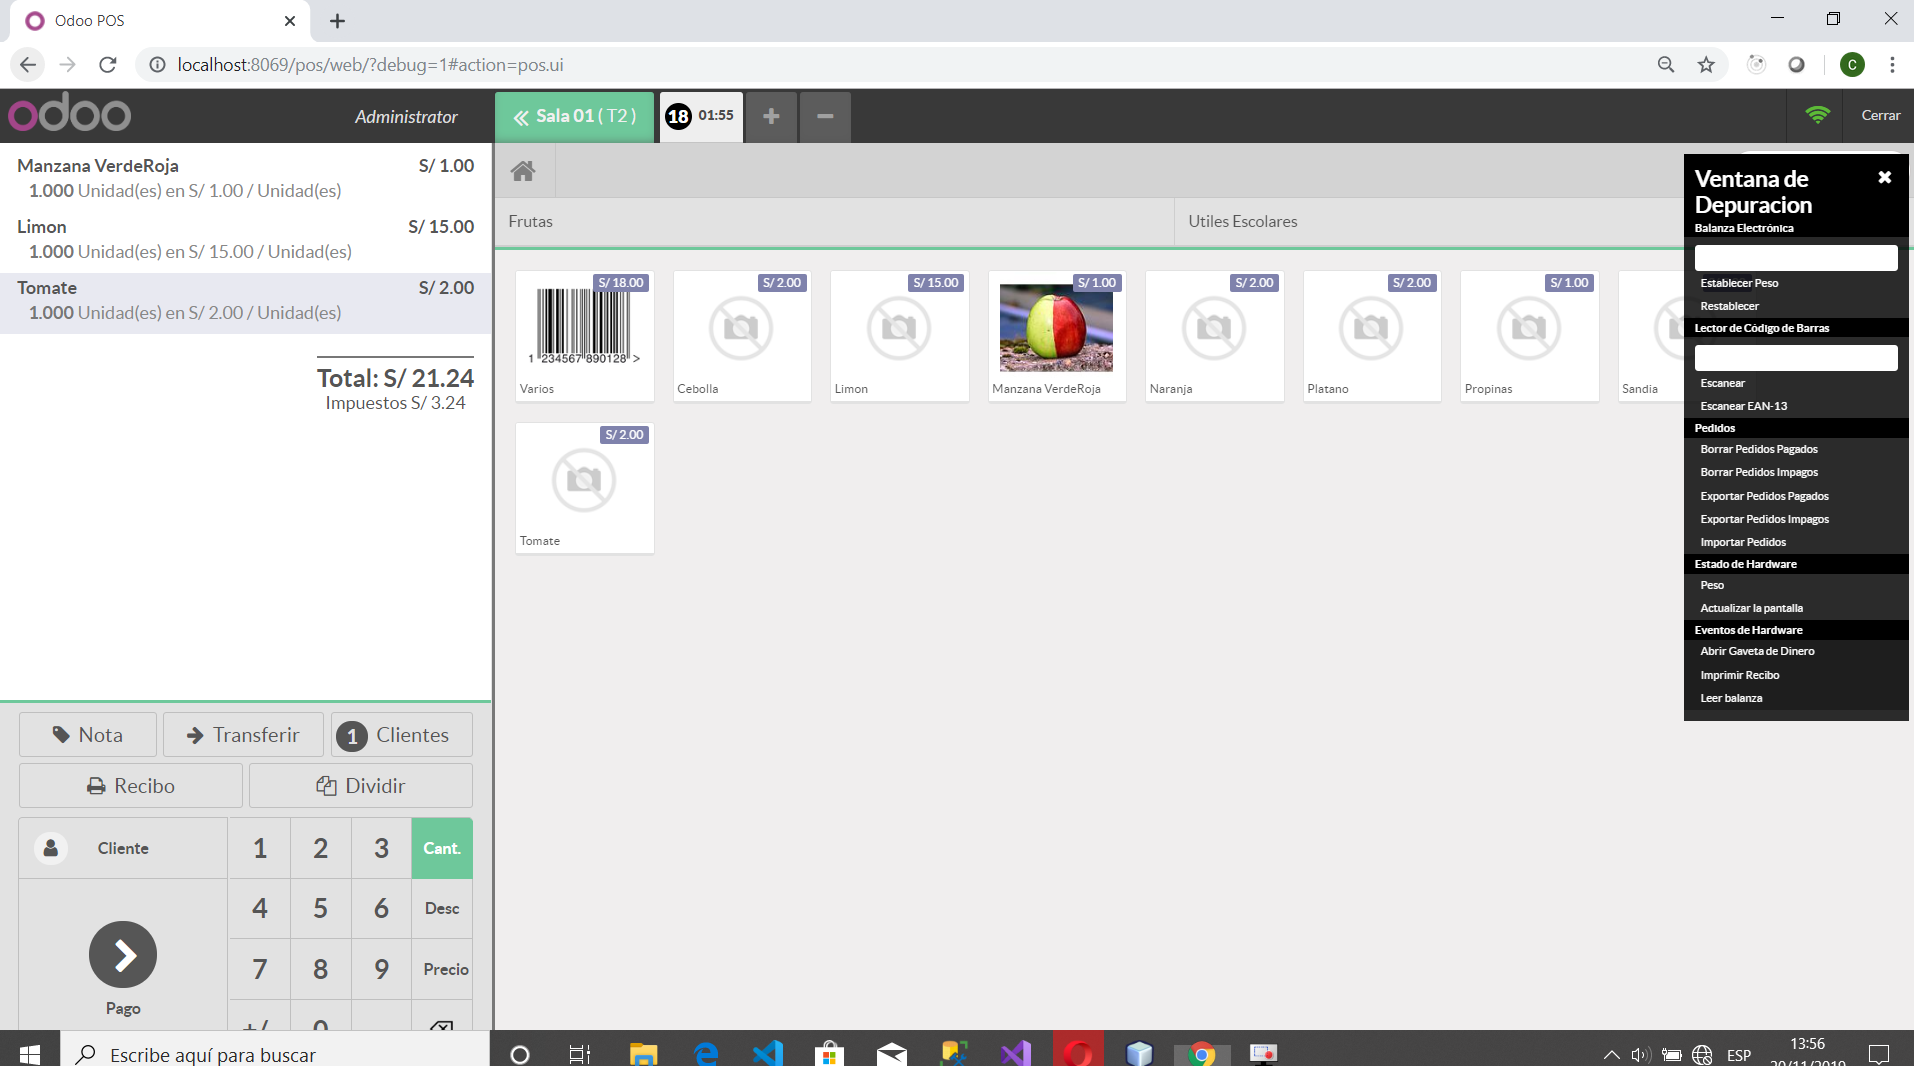 Odoo POS
localhost:8069/pos/web/?debug=1#action=pos.ui
C
odoo
Administrator
Sala 01 ( T2 )
18 01:55
Cerrar
Manzana VerdeRoja S/ 1.00
1.000 Unidad(es) en S/ 1.00 / Unidad(es)
Limon S/ 15.00
1.000 Unidad(es) en S/ 15.00 / Unidad(es)
Tomate S/ 2.00
1.000 Unidad(es) en S/ 2.00 / Unidad(es)
Total: S/ 21.24
Impuestos S/ 3.24
Nota
Transferir
1 Clientes
Recibo
Dividir
Cliente
1 2 3 Cant.
4 5 6 Desc
7 8 9 Precio
+/- 0
Pago
Frutas
Utiles Escolares
S/ 18.00
1 234567 890128 >
Varios
S/ 2.00
Cebolla
S/ 15.00
Limon
S/ 1.00
Manzana VerdeRoja
S/ 2.00
Naranja
S/ 2.00
Platano
S/ 1.00
Propinas
Sandia
S/ 2.00
Tomate
Ventana de
Depuracion
Balanza Electrónica
Establecer Peso
Restablecer
Lector de Código de Barras
Escanear
Escanear EAN-13
Pedidos
Borrar Pedidos Pagados
Borrar Pedidos Impagos
Exportar Pedidos Pagados
Exportar Pedidos Impagos
Importar Pedidos
Estado de Hardware
Peso
Actualizar la pantalla
Eventos de Hardware
Abrir Gaveta de Dinero
Imprimir Recibo
Leer balanza
Escribe aquí para buscar
ESP
13:56
20/11/2019